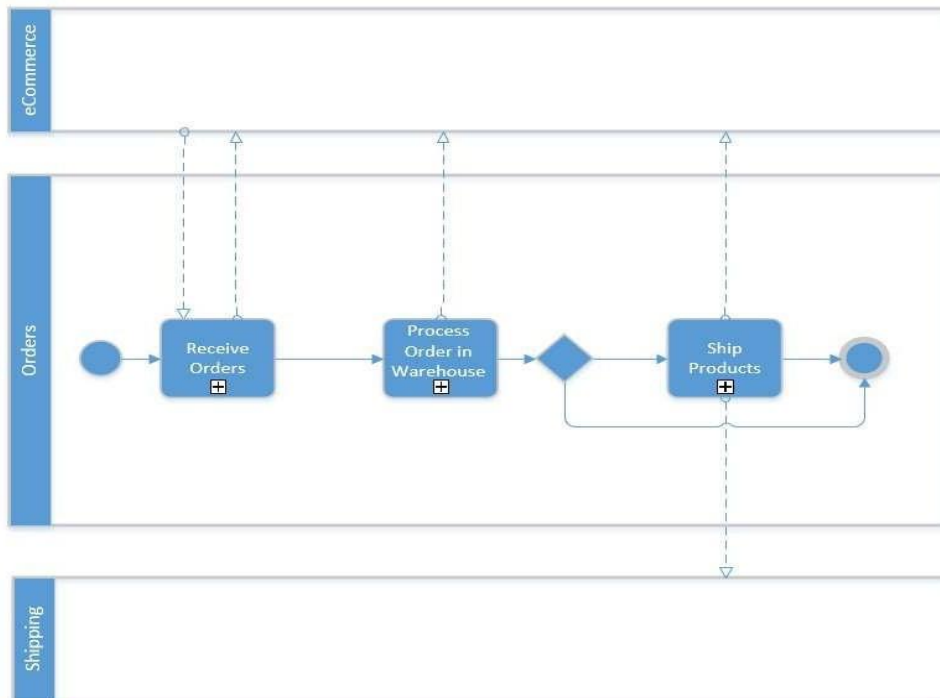 eCommerce
Orders
Receive
Orders
Process
Order in
Warehouse
Ship
Products
Shipping